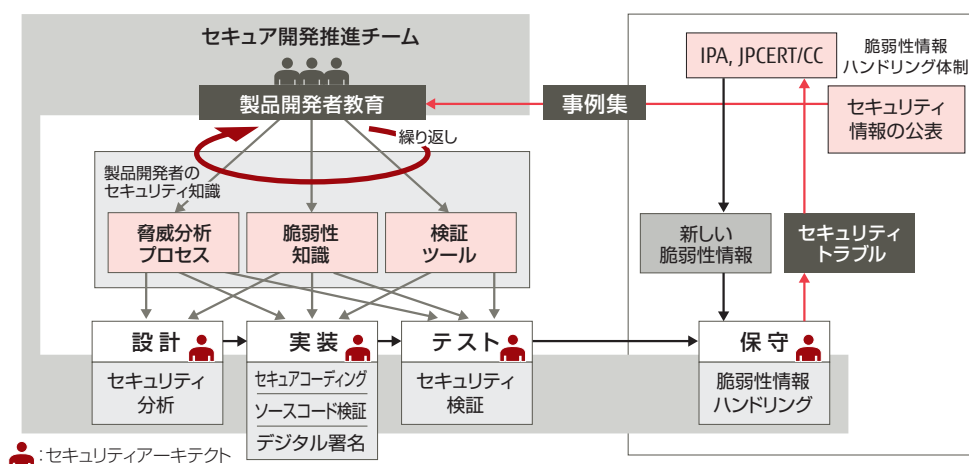 セキュア開発推進チーム
製品開発者教育
事例集
IPA, JPCERT/CC
脆弱性情報
ハンドリング体制
セキュリティ
情報の公表
繰り返し
製品開発者の
セキュリティ知識
脅威分析
プロセス
脆弱性
知識
検証
ツール
新しい
脆弱性情報
セキュリティ
トラブル
設計
セキュリティ
分析
実装
セキュアコーディング
ソースコード検証
デジタル署名
テスト
セキュリティ
検証
保守
脆弱性情報
ハンドリング
:セキュリティアーキテクト